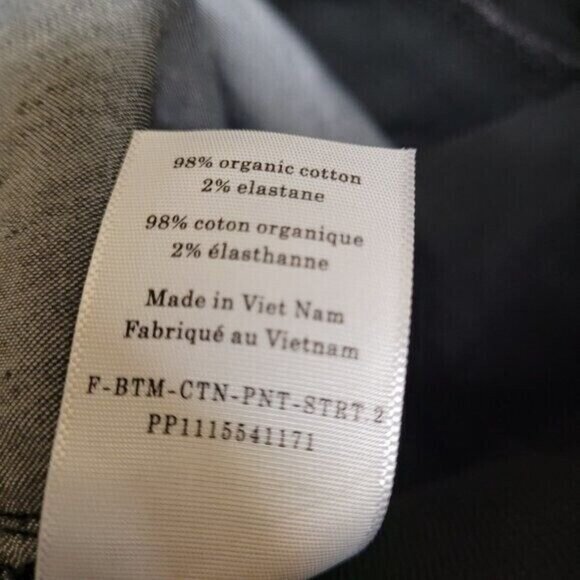 98% organic cotton
2% elastane
98% coton organique
2% élasthanne
Made in Viet Nam
Fabriqué au Vietnam
F-BTM-CTN-PNT-STRT 2
PP1115541171